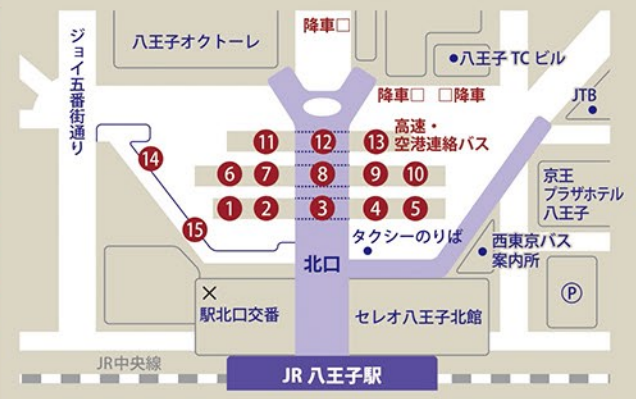 降車□
八王子オクトーレ
ジョイ五番街通り
●八王子TCビル
降車□ □降車
JTB
高速・
空港連絡バス
11 12 13
14
6 7 8 9 10
1 2 3 4 5
15
京王
プラザホテル
八王子
タクシーのりば
西東京バス
案内所
北口
P
駅北口交番
セレオ八王子北館
JR中央線
JR 八王子駅